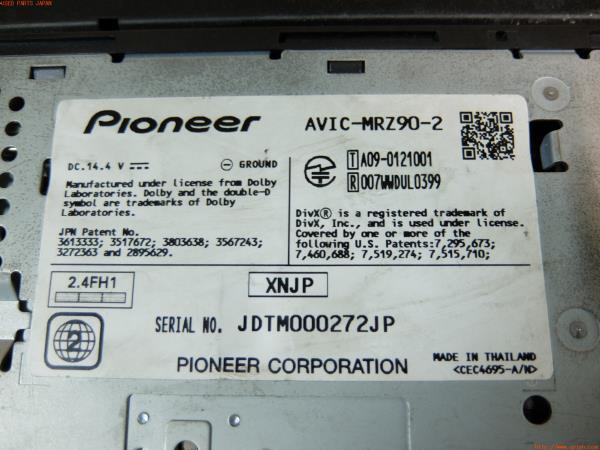 USED PARTS JAPAN
Pioneer
AVIC-MRZ90-2
DC.14.4 V
GROUND
T A09-0121001
R 007WWDUL0399
Manufactured under license from Dolby
Laboratories. Dolby and the double-D
symbol are trademarks of Dolby
Laboratories.
JPN Patent No.
3613333; 3517672; 3803638; 3567243;
3272363 and 2895629.
DivX® is a registered trademark of
DivX, Inc., and is used under license.
Covered by one or more of the
following U.S. Patents:7,295,673;
7,460,688; 7,519,274; 7,515,710;
2.4FH1
XNJP
2
SERIAL NO. JDTM000272JP
PIONEER CORPORATION
MADE IN THAILAND
<CEC4695-A/N>